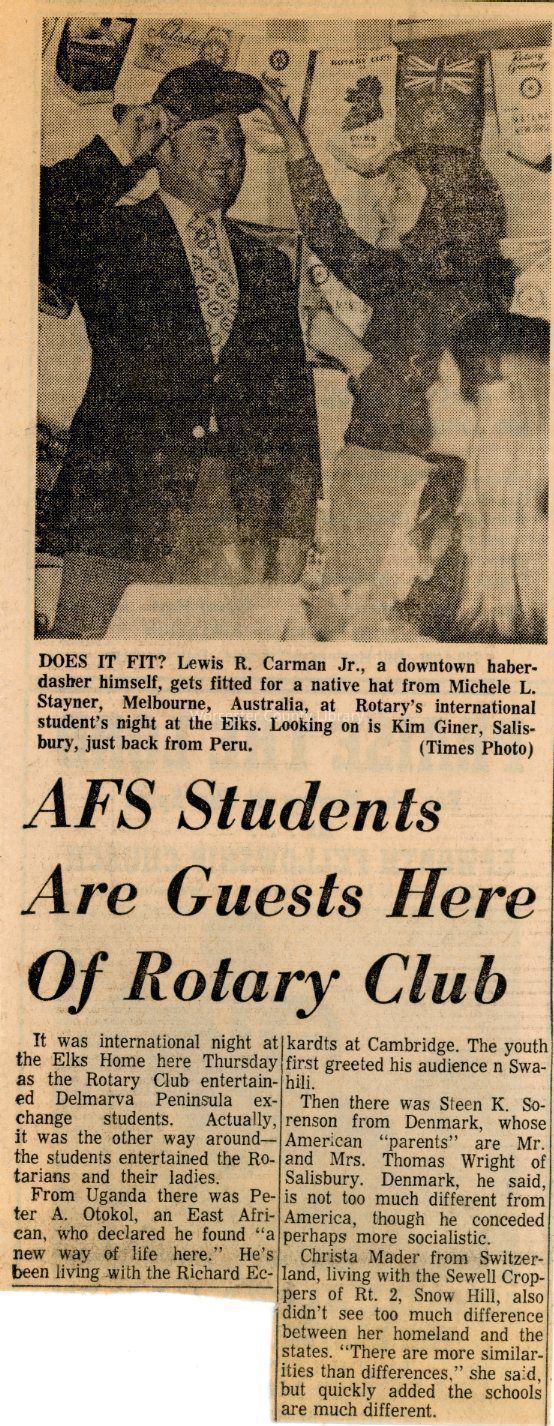 ROTARY CLUB
Rotary
DOES IT FIT? Lewis R. Carman Jr., a downtown haber-
dasher himself, gets fitted for a native hat from Michele L.
Stayner, Melbourne, Australia, at Rotary's international
student's night at the Elks. Looking on is Kim Giner, Salis-
bury, just back from Peru. (Times Photo)
AFS Students
Are Guests Here
Of Rotary Club
It was international night at
the Elks Home here Thursday
as the Rotary Club entertain-
ed Delmarva Peninsula ex-
change students. Actually,
it was the other way around—
the students entertained the Ro-
tarians and their ladies.
From Uganda there was Pe-
ter A. Otokol, an East Afri-
can, who declared he found "a
new way of life here." He's
been living with the Richard Ec-
kardts at Cambridge. The youth
first greeted his audience n Swa-
hili.
Then there was Steen K. So-
renson from Denmark, whose
American "parents" are Mr.
and Mrs. Thomas Wright of
Salisbury. Denmark, he said,
is not too much different from
America, though he conceded
perhaps more socialistic.
Christa Mader from Switzer-
land, living with the Sewell Crop-
pers of Rt. 2, Snow Hill, also
didn't see too much difference
between her homeland and the
states. "There are more similar-
ities than differences," she said,
but quickly added the schools
are much different.